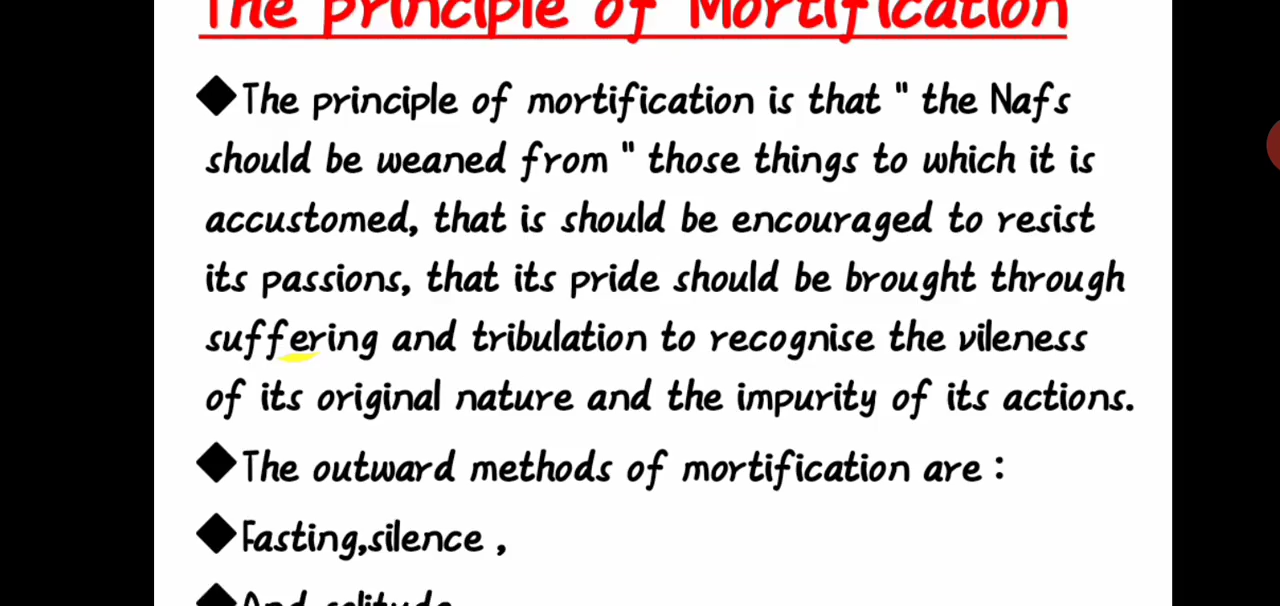 The Principle of Mortification
◆The principle of mortification is that " the Nafs
should be weaned from " those things to which it is
accustomed, that is should be encouraged to resist
its passions, that its pride should be brought through
suffering and tribulation to recognise the vileness
of its original nature and the impurity of its actions.
◆The outward methods of mortification are :
◆Fasting,silence ,
◆And solitude